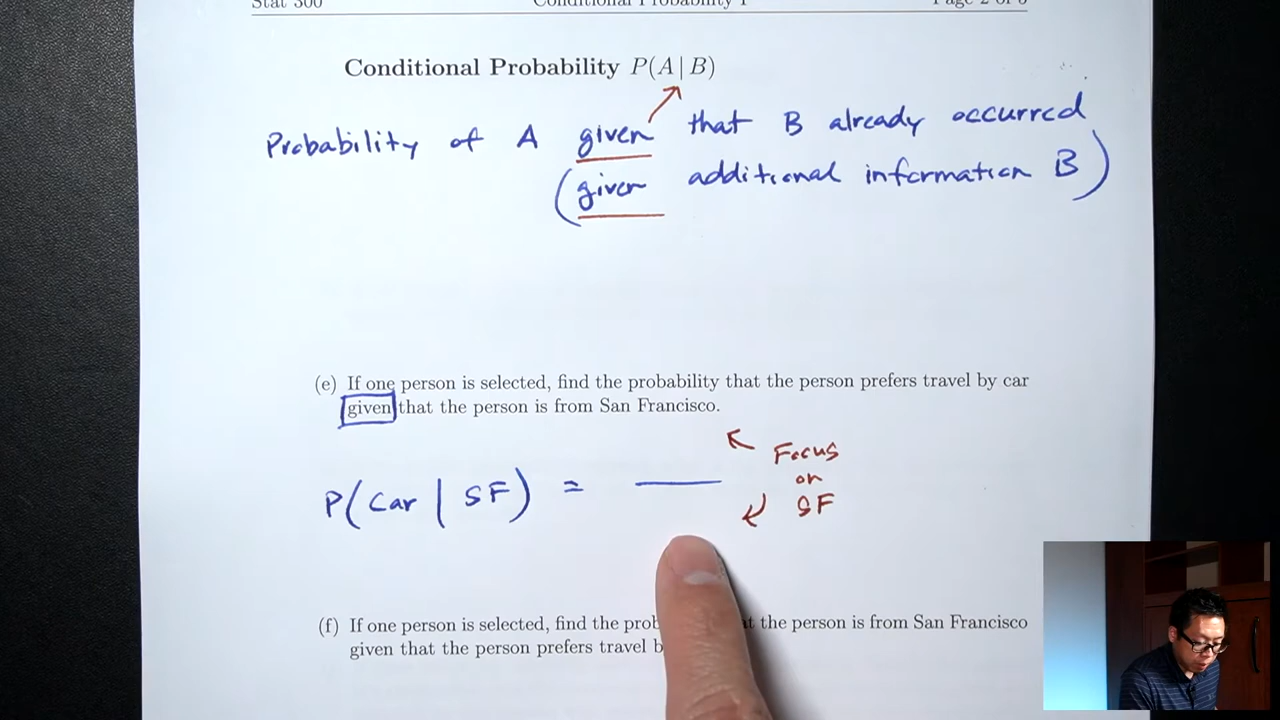 Stat 300 Conditional Probability I Page 2 of
Conditional Probability P(A | B)
Probability of A given that B already occurred
(given additional information B)
(e) If one person is selected, find the probability that the person prefers travel by car
given that the person is from San Francisco.
P(Car | SF) =
Focus
on
SF
(f) If one person is selected, find the prob t the person is from San Francisco
given that the person prefers travel b